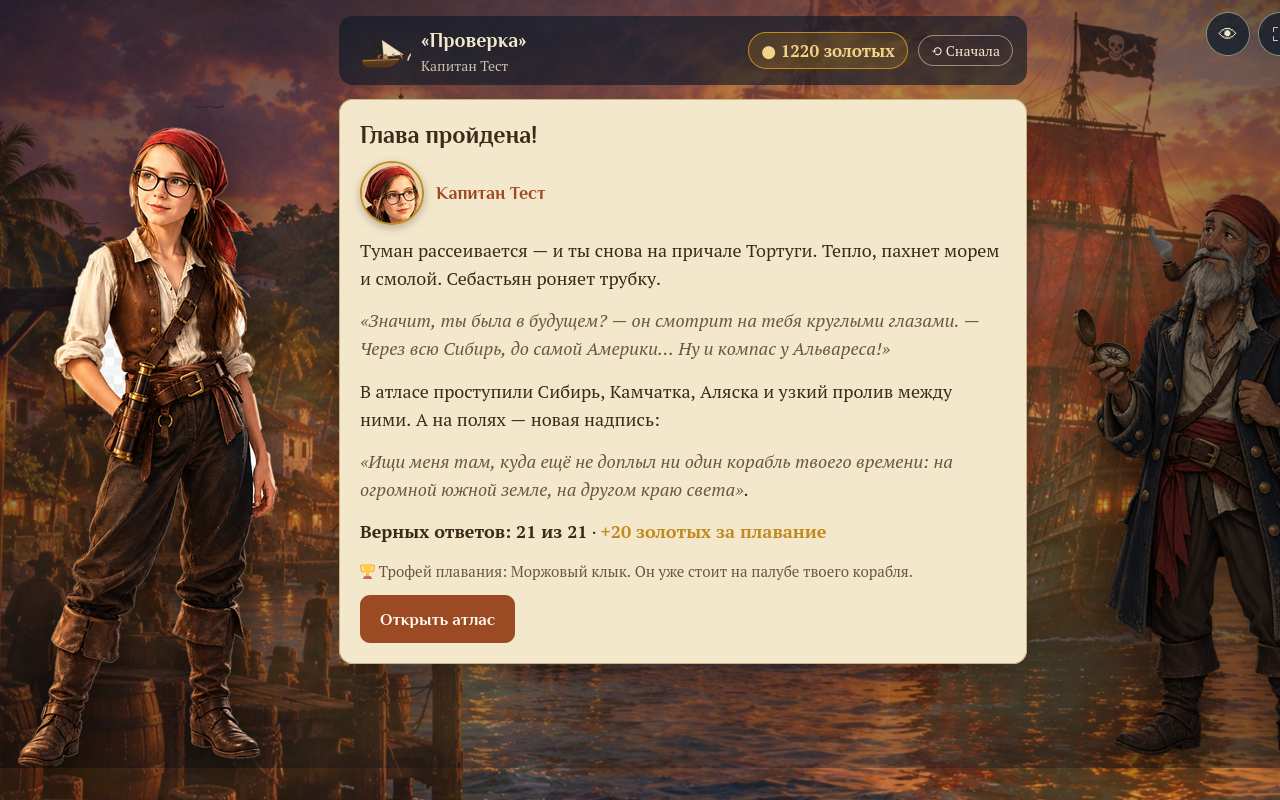 «Проверка»
Капитан Тест
1220 золотых
⟲ Сначала
Глава пройдена!
Капитан Тест
Туман рассеивается — и ты снова на причале Тортуги. Тепло, пахнет морем
и смолой. Себастьян роняет трубку.
«Значит, ты была в будущем? — он смотрит на тебя круглыми глазами. —
Через всю Сибирь, до самой Америки… Ну и компас у Альвареса!»
В атласе проступили Сибирь, Камчатка, Аляска и узкий пролив между
ними. А на полях — новая надпись:
«Ищи меня там, куда ещё не доплыл ни один корабль твоего времени: на
огромной южной земле, на другом краю света».
Верных ответов: 21 из 21 · +20 золотых за плавание
🏆 Трофей плавания: Моржовый клык. Он уже стоит на палубе твоего корабля.
Открыть атлас